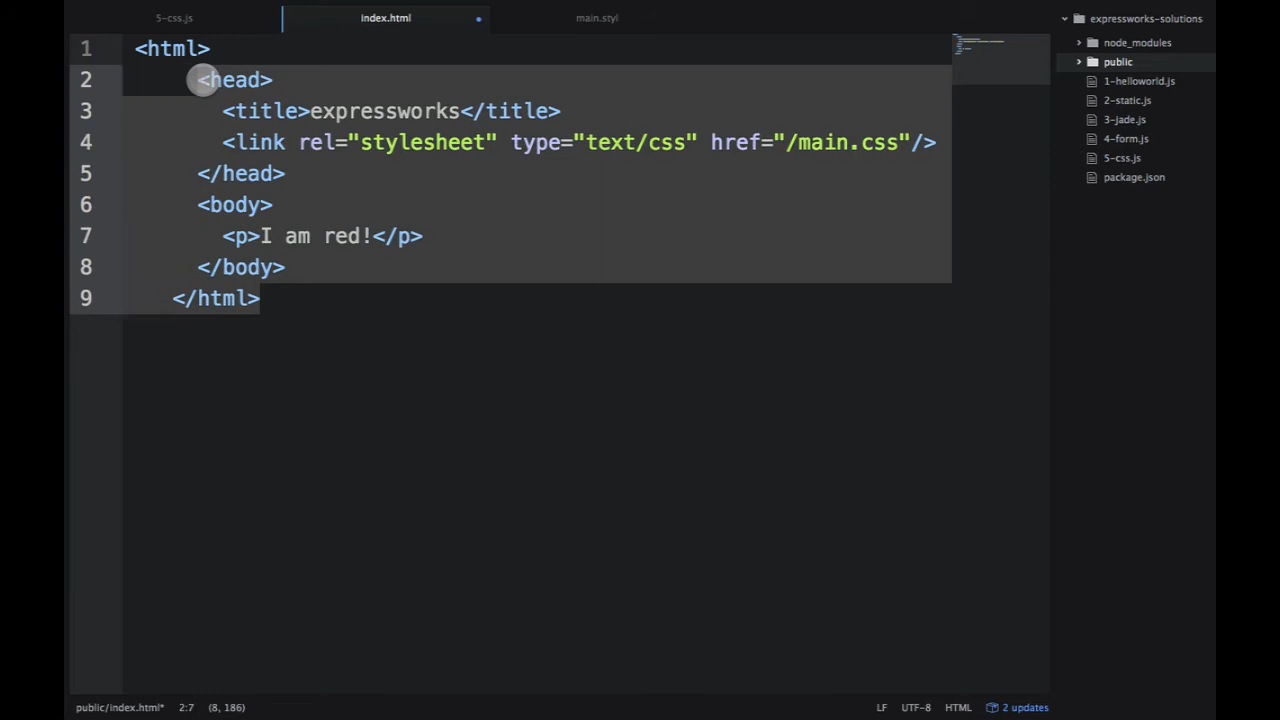 5-css.js
index.html
main.styl
1 <html>
2 <head>
3 <title>expressworks</title>
4 <link rel="stylesheet" type="text/css" href="/main.css"/>
5 </head>
6 <body>
7 <p>I am red!</p>
8 </body>
9 </html>
expressworks-solutions
node_modules
public
1-helloworld.js
2-static.js
3-jade.js
4-form.js
5-css.js
package.json
public/index.html* 2:7 (8, 186)
LF UTF-8 HTML 2 updates